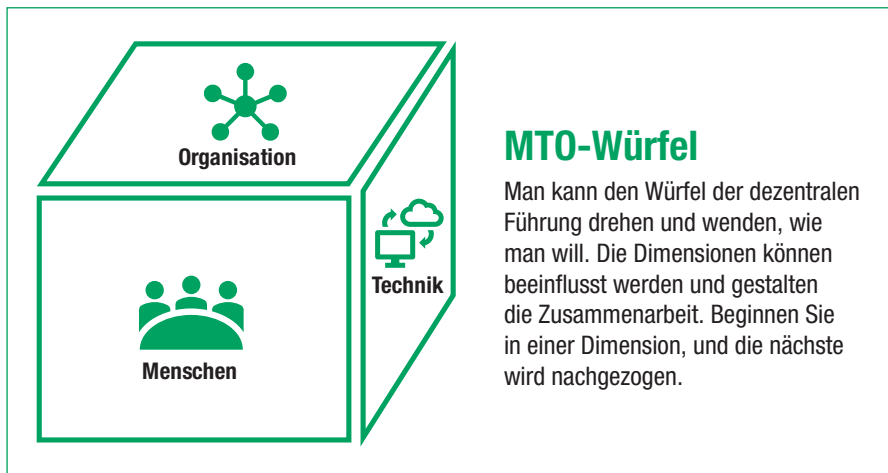 Organisation
Technik
Menschen
MTO-Würfel
Man kann den Würfel der dezentralen
Führung drehen und wenden, wie
man will. Die Dimensionen können
beeinflusst werden und gestalten
die Zusammenarbeit. Beginnen Sie
in einer Dimension, und die nächste
wird nachgezogen.